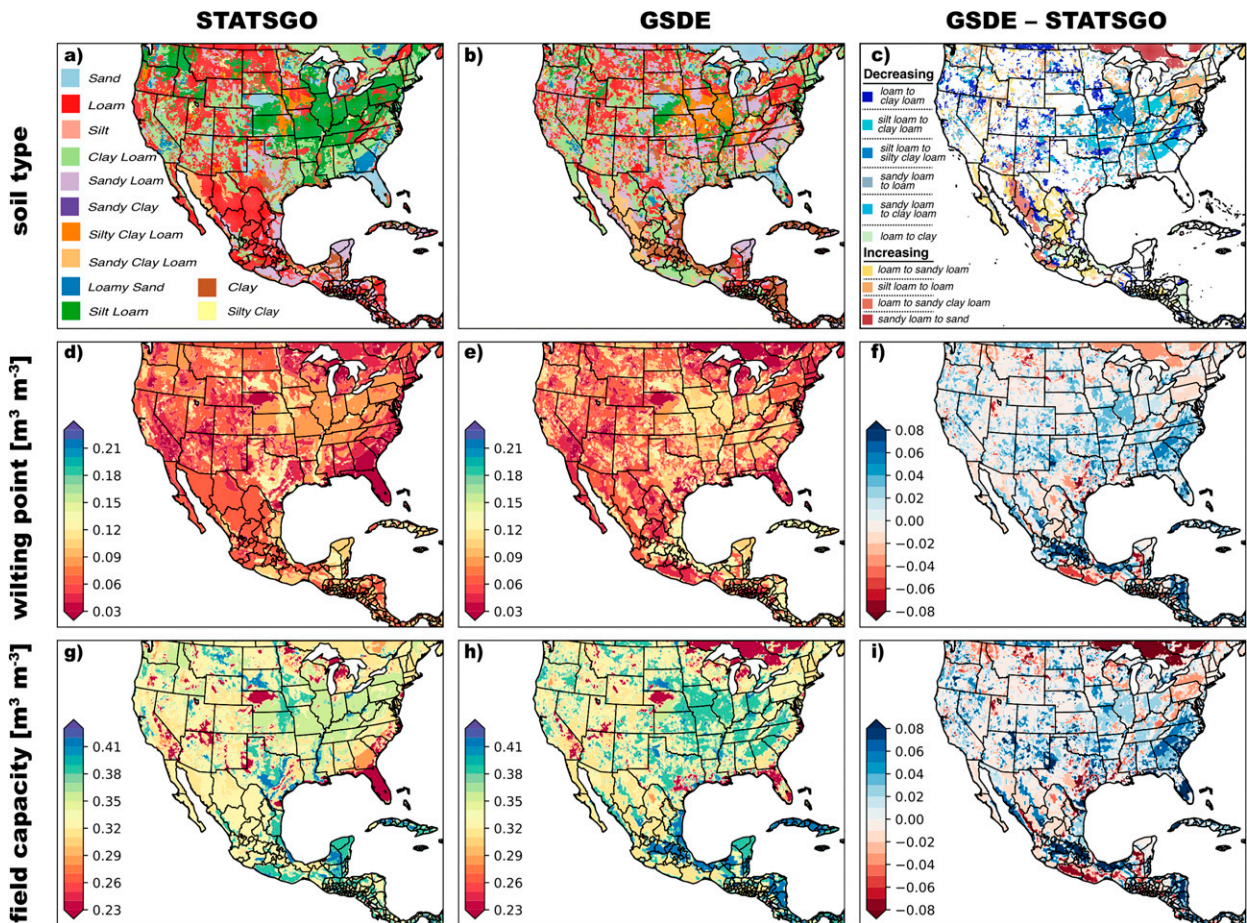 STATSGO
GSDE
GSDE – STATSGO
soil type
a)
Sand
Loam
Silt
Clay Loam
Sandy Loam
Sandy Clay
Silty Clay Loam
Sandy Clay Loam
Loamy Sand
Clay
Silt Loam
Silty Clay
b)
c)
Decreasing
loam to
clay loam
silt loam to
clay loam
silt loam to
silty clay loam
sandy loam
to loam
sandy loam
to clay loam
loam to clay
Increasing
loam to sandy loam
silt loam to loam
loam to sandy clay loam
sandy loam to sand
wilting point [m³ m⁻³]
d)
0.21
0.18
0.15
0.12
0.09
0.06
0.03
e)
0.21
0.18
0.15
0.12
0.09
0.06
0.03
f)
0.08
0.06
0.04
0.02
0.00
−0.02
−0.04
−0.06
−0.08
field capacity [m³ m⁻³]
g)
0.41
0.38
0.35
0.32
0.29
0.26
0.23
h)
0.41
0.38
0.35
0.32
0.29
0.26
0.23
i)
0.08
0.06
0.04
0.02
0.00
−0.02
−0.04
−0.06
−0.08